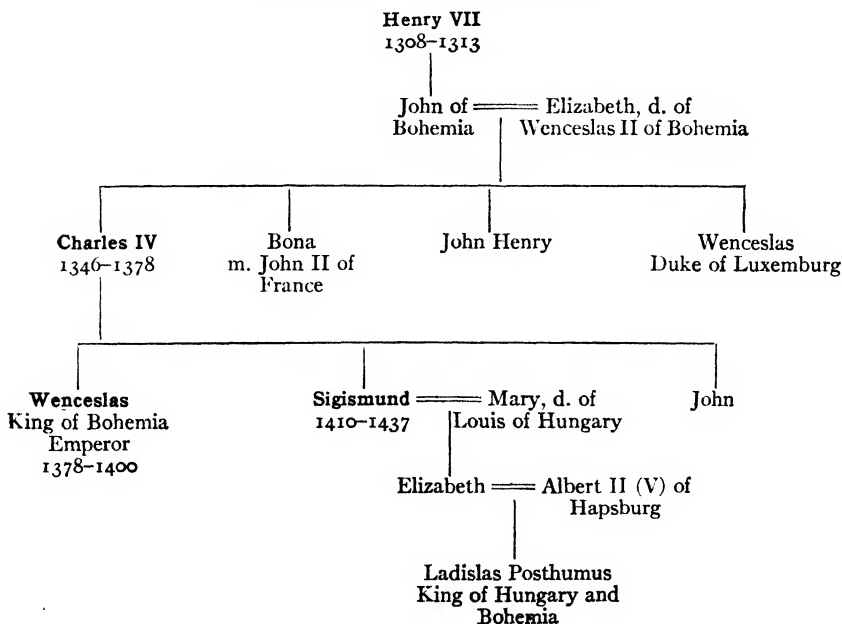 Henry VII
1308–1313
John of
Bohemia
Elizabeth, d. of
Wenceslas II of Bohemia
Charles IV
1346–1378
Bona
m. John II of
France
John Henry
Wenceslas
Duke of Luxemburg
Wenceslas
King of Bohemia
Emperor
1378–1400
Sigismund
1410–1437
Mary, d. of
Louis of Hungary
John
Elizabeth
Albert II (V) of
Hapsburg
Ladislas Posthumus
King of Hungary and
Bohemia